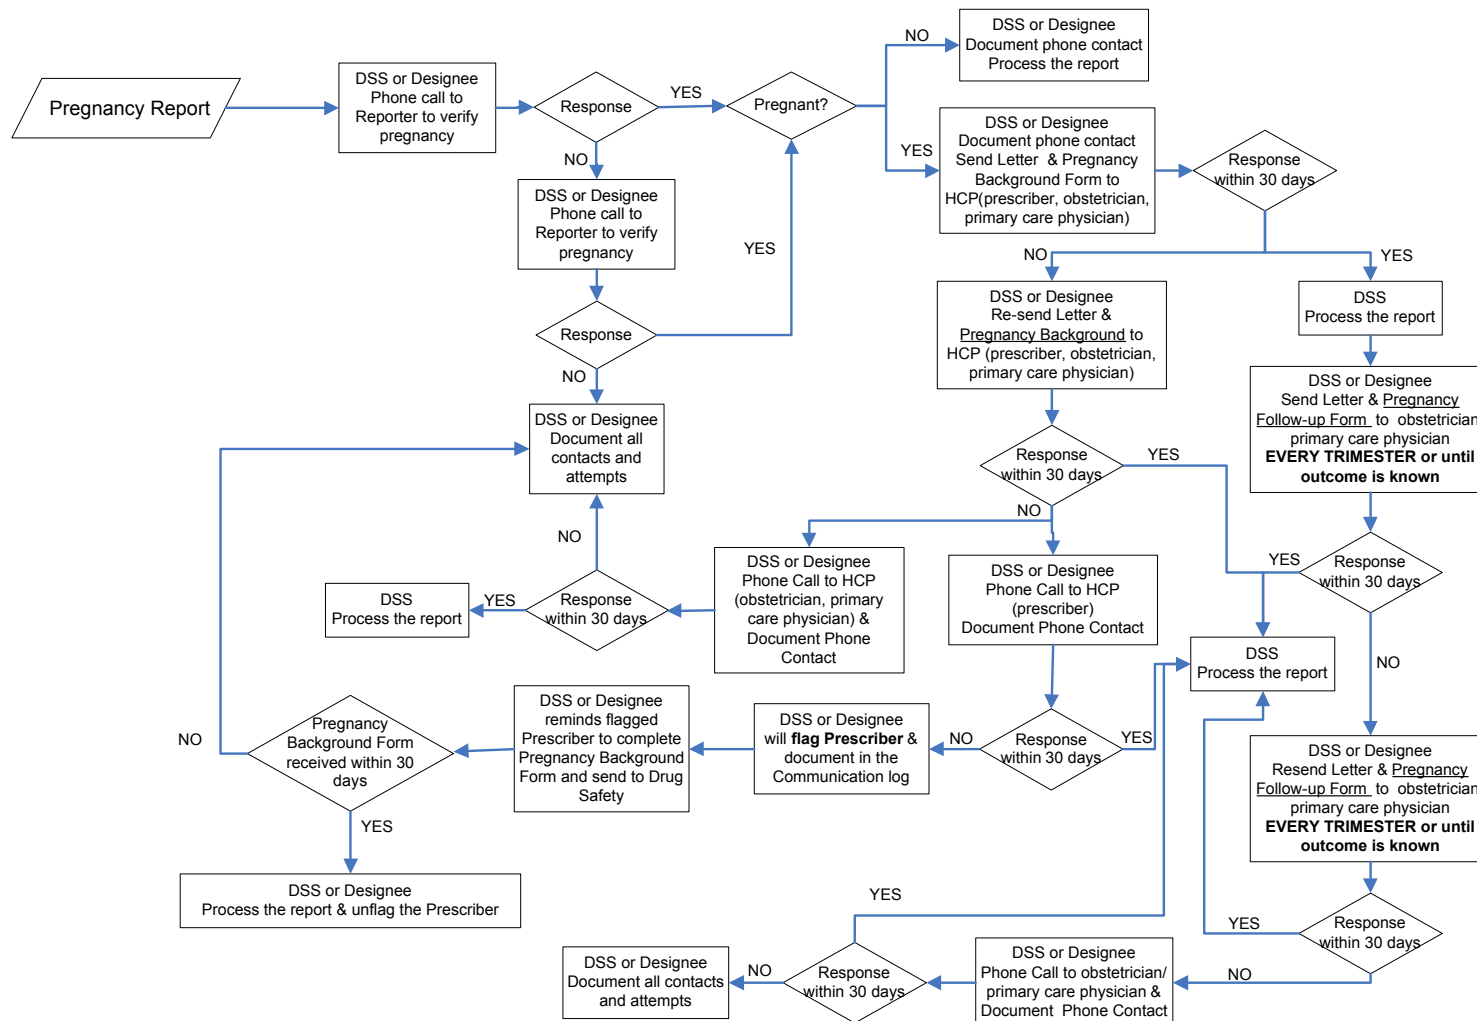 Pregnancy Report
DSS or Designee
Phone call to
Reporter to verify
pregnancy
Response
YES
Pregnant?
NO
DSS or Designee
Document phone contact
Process the report
YES
DSS or Designee
Document phone contact
Send Letter & Pregnancy
Background Form to
HCP(prescriber, obstetrician,
primary care physician)
Response
within 30 days
NO
DSS or Designee
Phone call to
Reporter to verify
pregnancy
YES
Response
NO
DSS or Designee
Document all
contacts and
attempts
NO
DSS or Designee
Re-send Letter &
Pregnancy Background to
HCP (prescriber, obstetrician,
primary care physician)
YES
DSS
Process the report
DSS or Designee
Send Letter & Pregnancy
Follow-up Form to obstetrician
primary care physician
EVERY TRIMESTER or until
outcome is known
Response
within 30 days
YES
NO
DSS or Designee
Phone Call to HCP
(obstetrician, primary
care physician) &
Document Phone
Contact
DSS or Designee
Phone Call to HCP
(prescriber)
Document Phone Contact
YES
Response
within 30 days
NO
Response
within 30 days
NO
YES
DSS
Process the report
DSS
Process the report
Response
within 30 days
YES
NO
DSS or Designee
will flag Prescriber &
document in the
Communication log
DSS or Designee
reminds flagged
Prescriber to complete
Pregnancy Background
Form and send to Drug
Safety
Pregnancy
Background Form
received within 30
days
NO
YES
DSS or Designee
Process the report & unflag the Prescriber
DSS or Designee
Resend Letter & Pregnancy
Follow-up Form to obstetrician
primary care physician
EVERY TRIMESTER or until
outcome is known
Response
within 30 days
YES
NO
DSS or Designee
Phone Call to obstetrician/
primary care physician &
Document Phone Contact
Response
within 30 days
YES
NO
DSS or Designee
Document all contacts
and attempts